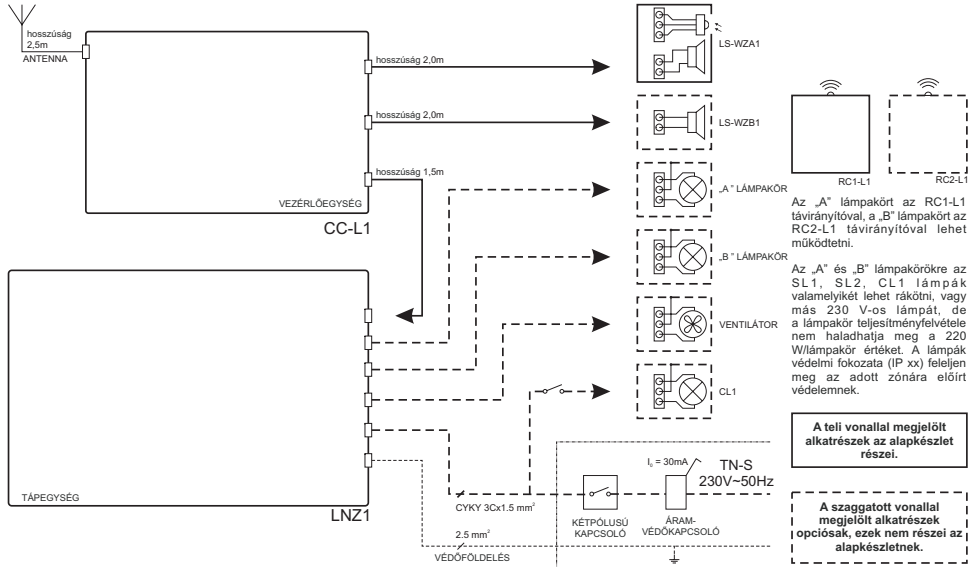 hosszúság
2,5m
ANTENNA
hosszúság 2,0m
hosszúság 2,0m
hosszúság 1,5m
VEZÉRLŐEGYSÉG
CC-L1
LS-WZA1
LS-WZB1
„A ” LÁMPAKÖR
„B ” LÁMPAKÖR
VENTILÁTOR
CL1
TÁPEGYSÉG
LNZ1
CYKY 3Cx1.5 mm²
2.5 mm²
VÉDŐFÖLDELÉS
KÉTPÓLUSÚ
KAPCSOLÓ
ÁRAM-
VÉDŐKAPCSOLÓ
= 30mA
TN-S
230V~50Hz
RC1-L1
RC2-L1
Az „A” lámpakört az RC1-L1
távirányítóval, a „B” lámpakört az
RC2-L1 távirányítóval lehet
működtetni.
Az „A” és „B” lámpakörökre az
SL1, SL2, CL1 lámpák
valamelyikét lehet rákötni, vagy
más 230 V-os lámpát, de
a lámpakör teljesítményfelvétele
nem haladhatja meg a 220
W/lámpakör értéket. A lámpák
védelmi fokozata (IP xx) feleljen
meg az adott zónára előírt
védelemnek.
A teli vonallal megjelölt
alkatrészek az alapkészlet
részei.
A szaggatott vonallal
megjelölt alkatrészek
opciósak, ezek nem részei az
alapkészletnek.